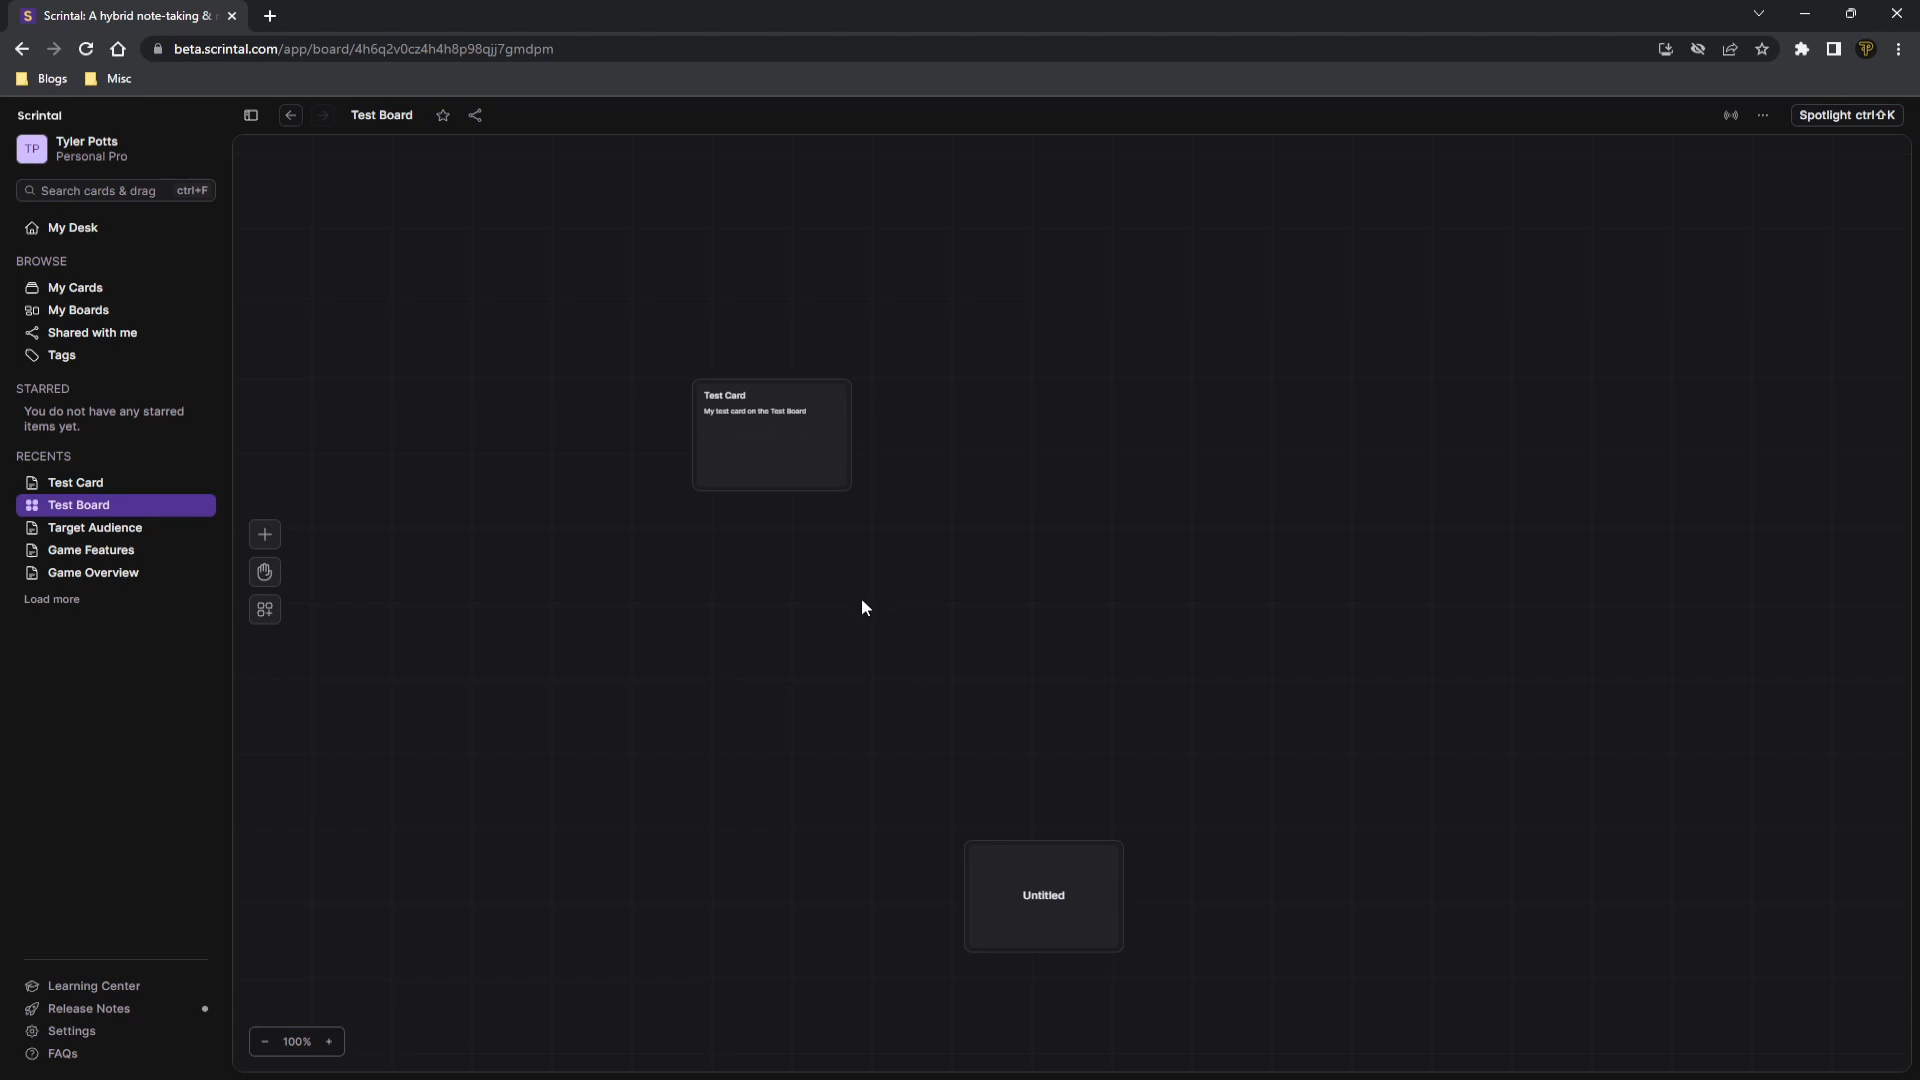 Scrintal: A hybrid note-taking &
beta.scrintal.com/app/board/4h6q2v0cz4h4h8p98qjj7gmdpm
Blogs
Misc
Scrintal
Test Board
Spotlight ctrl⇧K
TP
Tyler Potts
Personal Pro
Search cards & drag
ctrl+F
My Desk
BROWSE
My Cards
My Boards
Shared with me
Tags
STARRED
You do not have any starred
items yet.
RECENTS
Test Card
Test Board
Target Audience
Game Features
Game Overview
Load more
Test Card
My test card on the Test Board
Untitled
Learning Center
Release Notes
Settings
FAQs
− 100% +